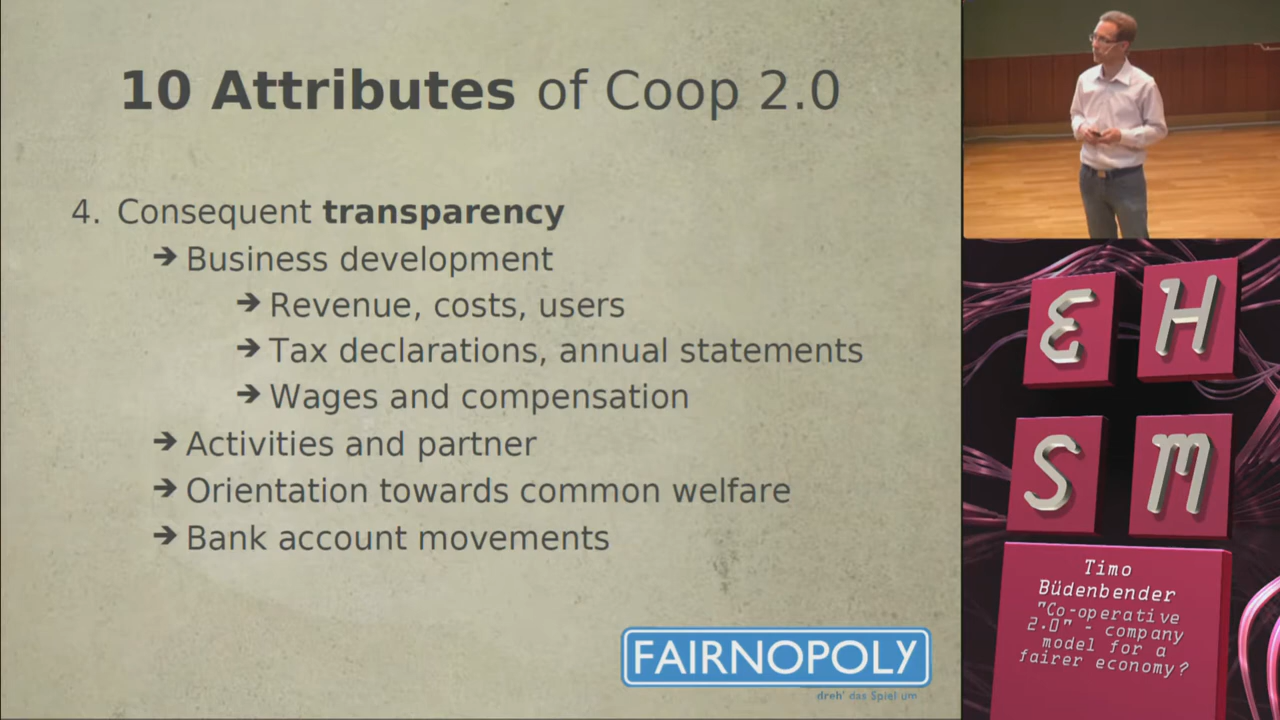 10 Attributes of Coop 2.0
4. Consequent transparency
➔ Business development
➔ Revenue, costs, users
➔ Tax declarations, annual statements
➔ Wages and compensation
➔ Activities and partner
➔ Orientation towards common welfare
➔ Bank account movements
FAIRNOPOLY
dreh' das Spiel um
E H
S M
Timo
Büdenbender
"Co-operative
2.0" - company
model for a
fairer economy?